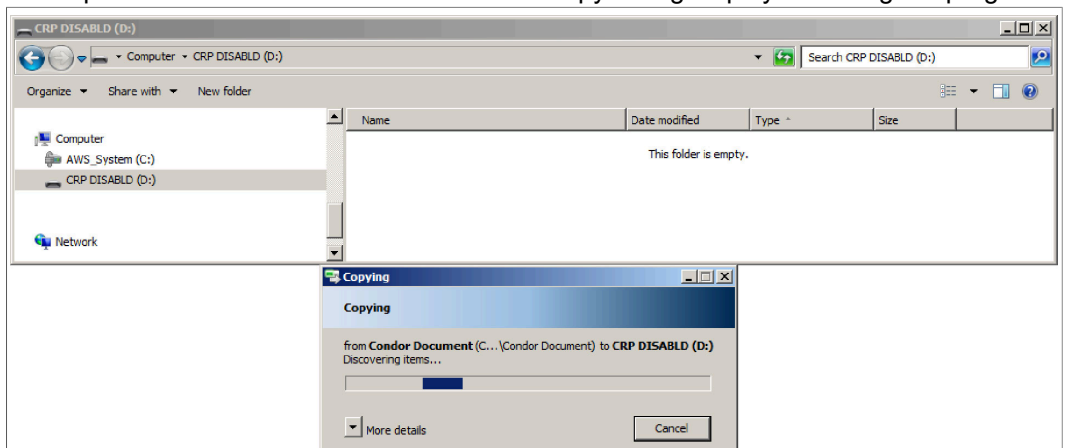 CRP DISABLD (D:)
Computer CRP DISABLD (D:)
Search CRP DISABLD (D:)
Organize Share with New folder
Name Date modified Type Size
This folder is empty.
Computer
AWS_System (C:)
CRP DISABLD (D:)
Network
Copying
Copying
from Condor Document (C...\Condor Document) to CRP DISABLD (D:)
Discovering items...
More details
Cancel